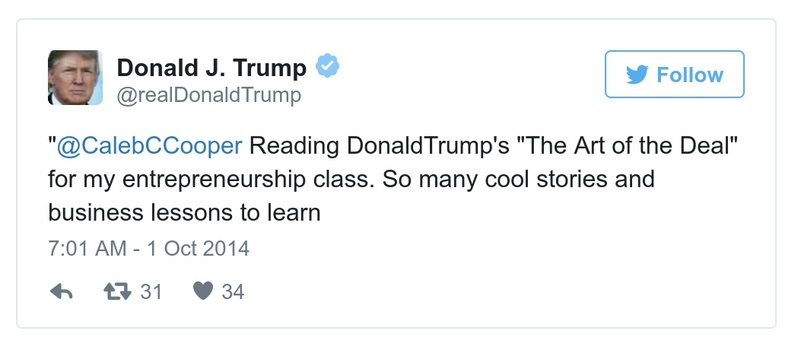 Donald J. Trump
@realDonaldTrump
Follow
"@CalebCCooper Reading DonaldTrump's "The Art of the Deal"
for my entrepreneurship class. So many cool stories and
business lessons to learn
7:01 AM - 1 Oct 2014
31 34